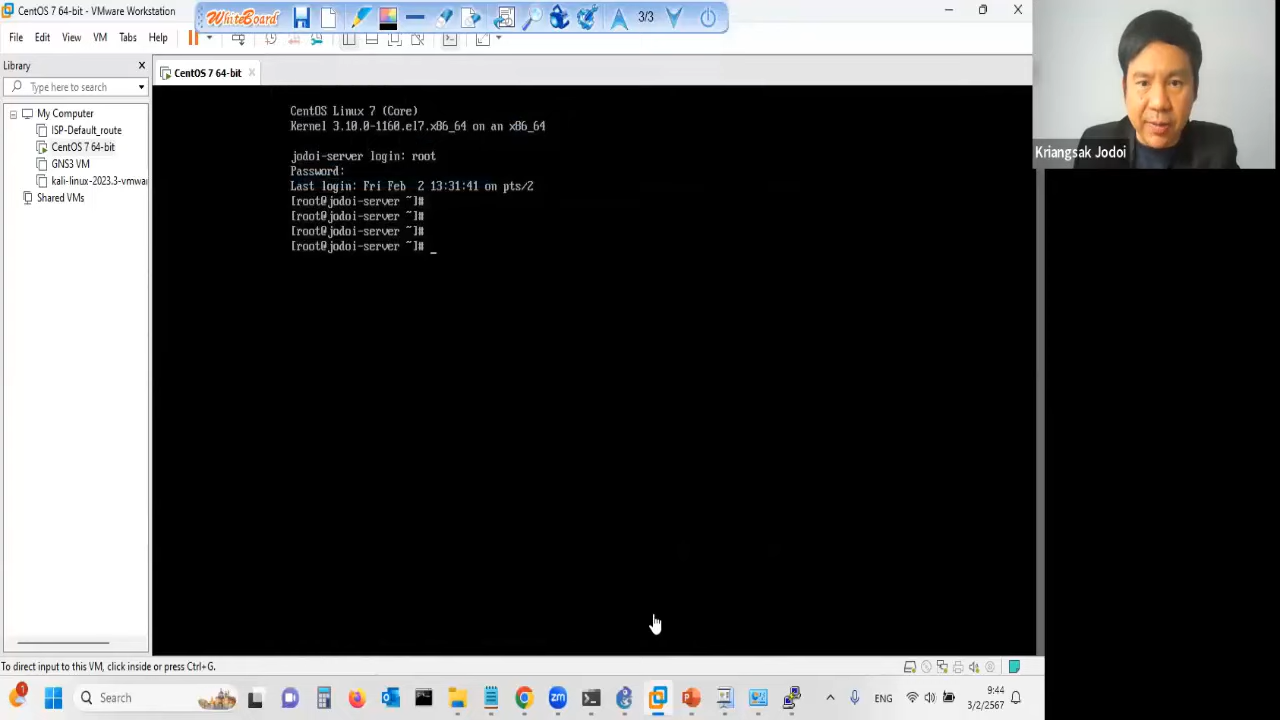 CentOS 7 64-bit - VMware Workstation
WhiteBoard
3/3
File Edit View VM Tabs Help
Library
Type here to search
My Computer
ISP-Default_route
CentOS 7 64-bit
GNS3 VM
kali-linux-2023.3-vmwa
Shared VMs
CentOS 7 64-bit
CentOS Linux 7 (Core)
Kernel 3.10.0-1160.el7.x86_64 on an x86_64
jodoi-server login: root
Password:
Last login: Fri Feb  2 13:31:41 on pts/2
[root@jodoi-server ~]#
[root@jodoi-server ~]#
[root@jodoi-server ~]#
[root@jodoi-server ~]# _
Kriangsak Jodoi
To direct input to this VM, click inside or press Ctrl+G.
1
Search
zm
ENG
9:44
3/2/2567